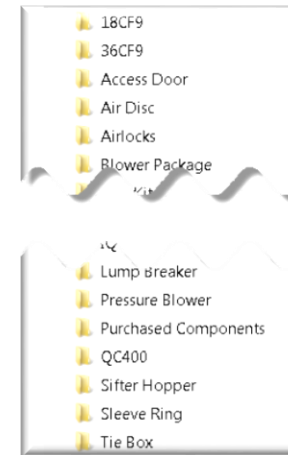 18CF9
36CF9
Access Door
Air Disc
Airlocks
Blower Package
Lump Breaker
Pressure Blower
Purchased Components
QC400
Sifter Hopper
Sleeve Ring
Tie Box